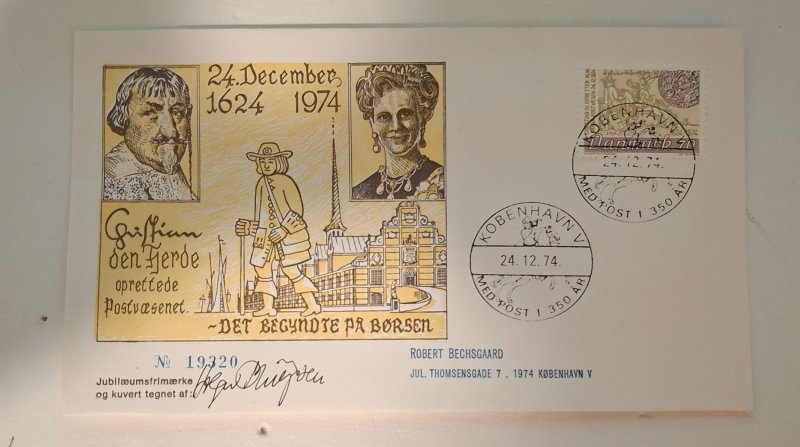 24. December
1624 1974
Christian
den Fjerde
oprettede
Postvæsenet
~DET BEGYNDTE PÅ BØRSEN
Danmark 70
KØBENHAVN V
24.12.74.
MED POST I 350 ÅR
KØBENHAVN V
24.12.74.
MED POST I 350 ÅR
№ 19320
Jubilæumsfrimærke
og kuvert tegnet af:
ROBERT BECHSGAARD
JUL. THOMSENSGADE 7 . 1974 KØBENHAVN V